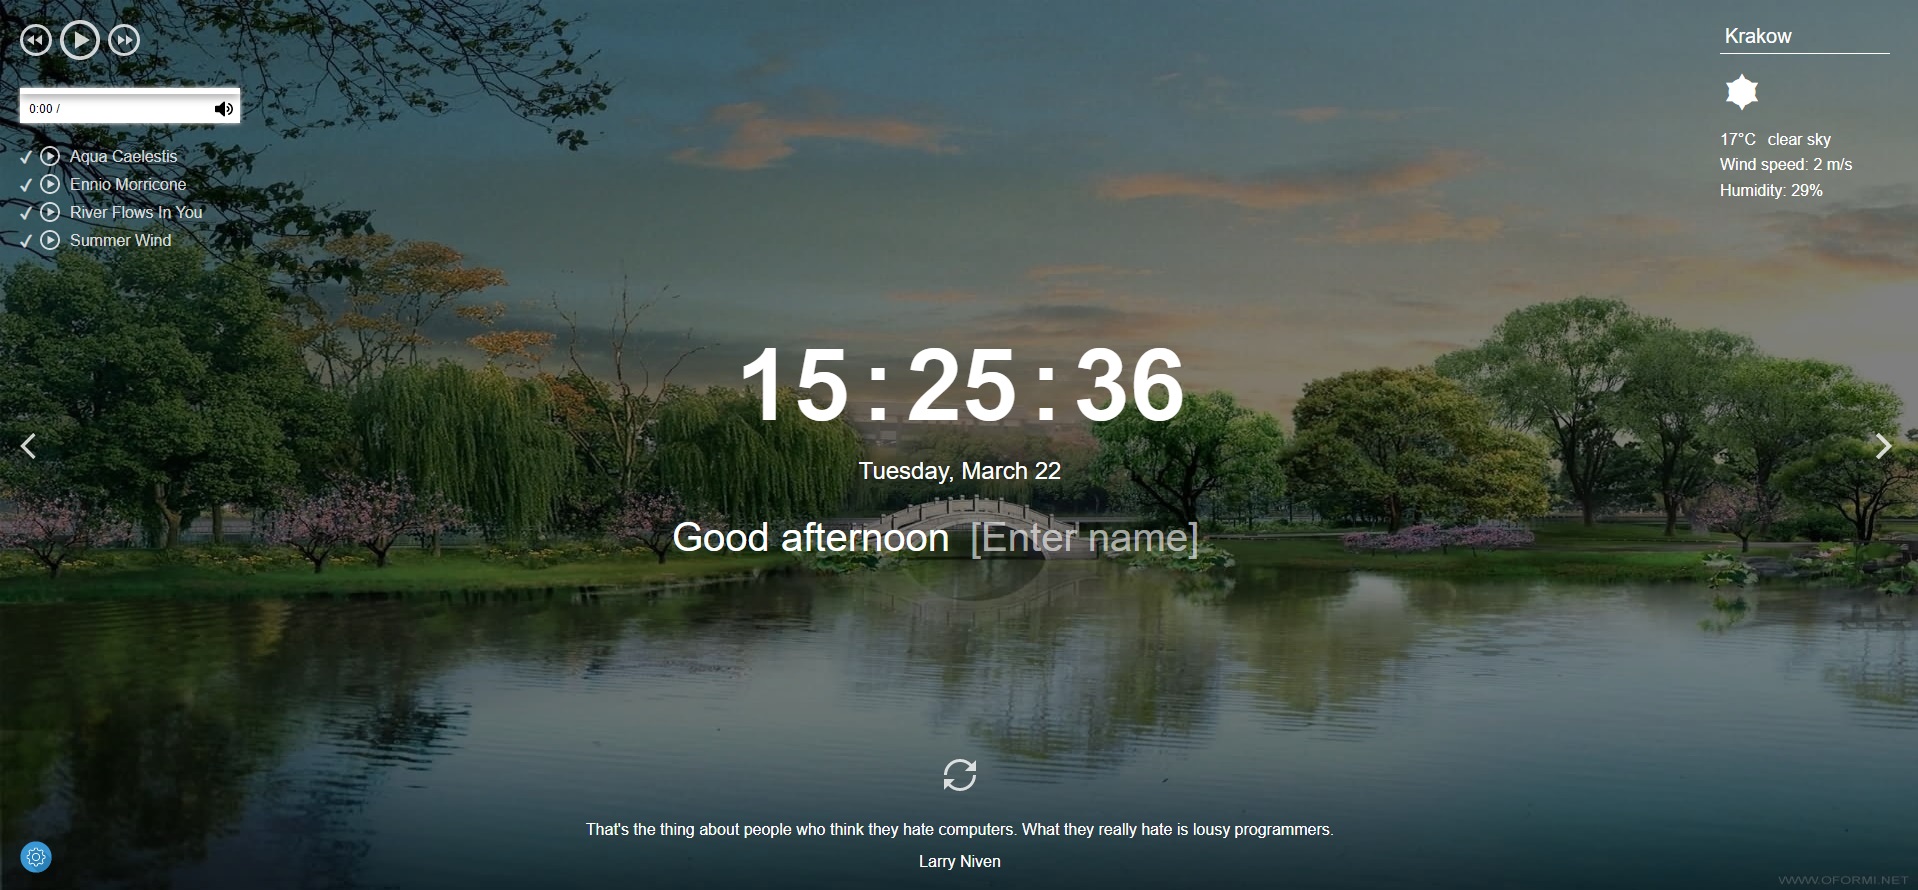 0:00 /
Aqua Caelestis
Ennio Morricone
River Flows In You
Summer Wind
Krakow
17°C clear sky
Wind speed: 2 m/s
Humidity: 29%
15:25:36
Tuesday, March 22
Good afternoon [Enter name]
That's the thing about people who think they hate computers. What they really hate is lousy programmers.
Larry Niven
WWW.OFORMI.NET